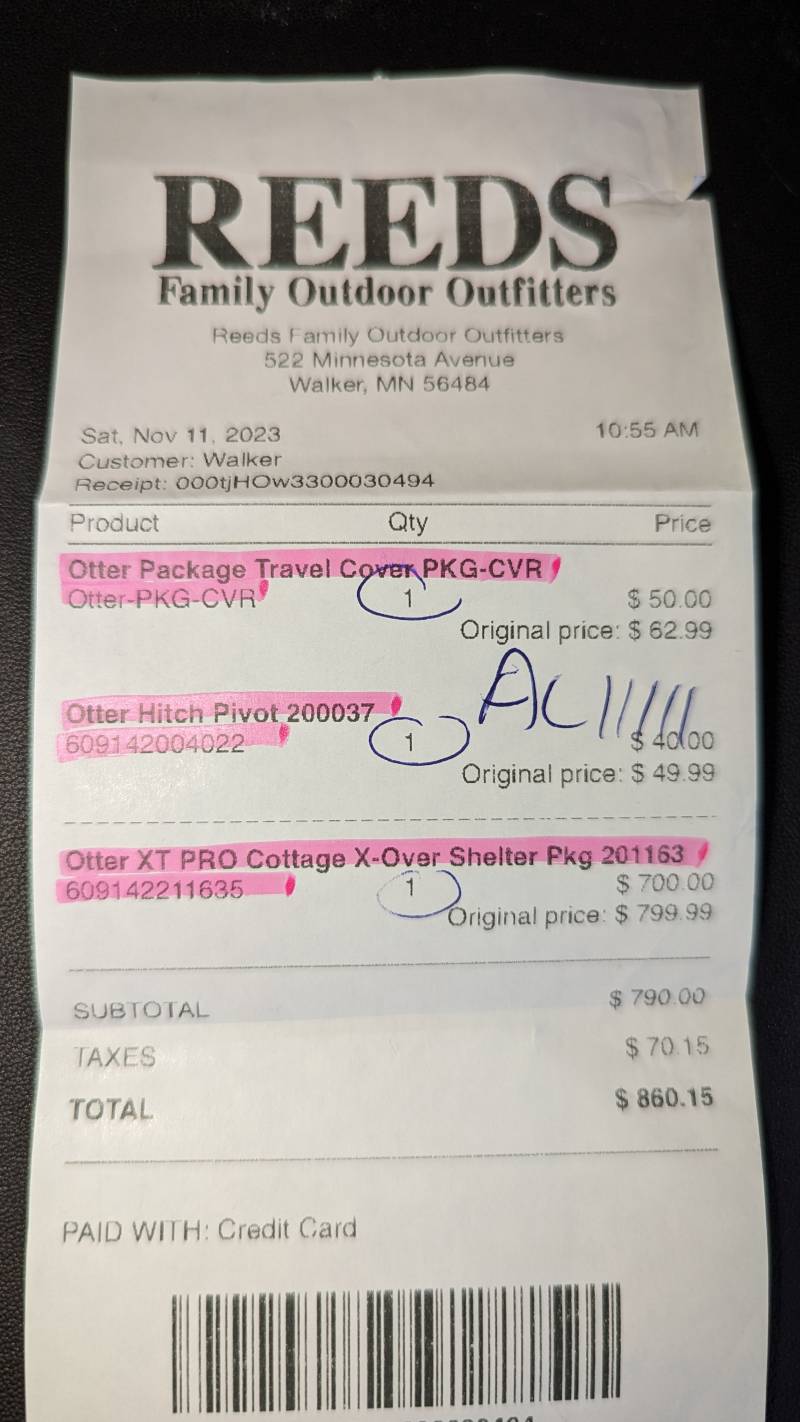 REEDS
Family Outdoor Outfitters
Reeds Family Outdoor Outfitters
522 Minnesota Avenue
Walker, MN 56484
Sat, Nov 11, 2023 10:55 AM
Customer: Walker
Receipt: 000tjHOw3300030494
Product Qty Price
Otter Package Travel Cover PKG-CVR
Otter-PKG-CVR 1 $ 50.00
Original price: $ 62.99
Otter Hitch Pivot 200037
609142004022 1 $ 40.00
Original price: $ 49.99
Otter XT PRO Cottage X-Over Shelter Pkg 201163
609142211635 1 $ 700.00
Original price: $ 799.99
SUBTOTAL $ 790.00
TAXES $ 70.15
TOTAL $ 860.15
PAID WITH: Credit Card